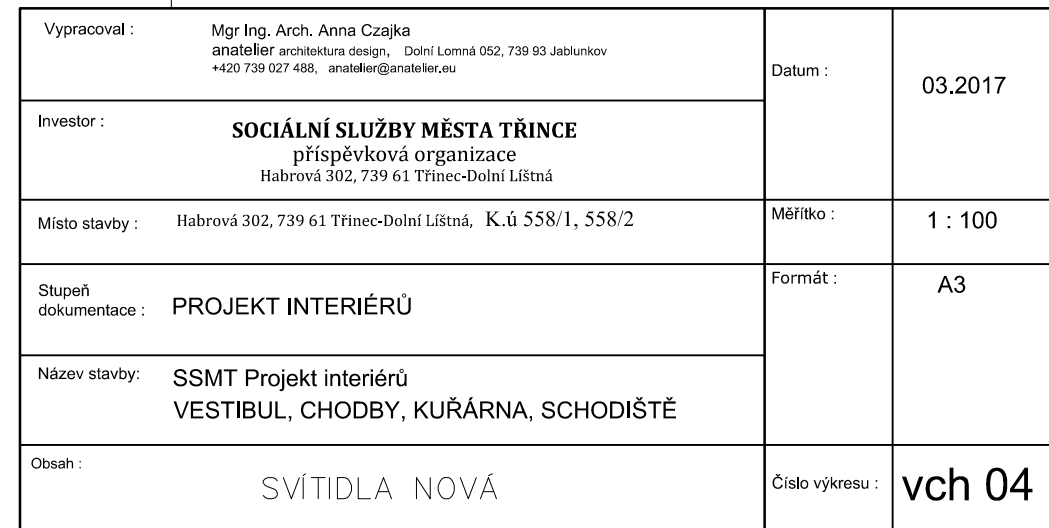 Vypracoval :
Mgr Ing. Arch. Anna Czajka
anatelier architektura design, Dolní Lomná 052, 739 93 Jablunkov
+420 739 027 488, anatelier@anatelier.eu
Datum :
03.2017
Investor :
SOCIÁLNÍ SLUŽBY MĚSTA TŘINCE
příspěvková organizace
Habrová 302, 739 61 Třinec-Dolní Líštná
Místo stavby :
Habrová 302, 739 61 Třinec-Dolní Líštná, K.ú 558/1, 558/2
Měřítko :
1 : 100
Stupeň
dokumentace :
PROJEKT INTERIÉRŮ
Formát :
A3
Název stavby:
SSMT Projekt interiérů
VESTIBUL, CHODBY, KUŘÁRNA, SCHODIŠTĚ
Obsah :
SVÍTIDLA NOVÁ
Číslo výkresu :
vch 04